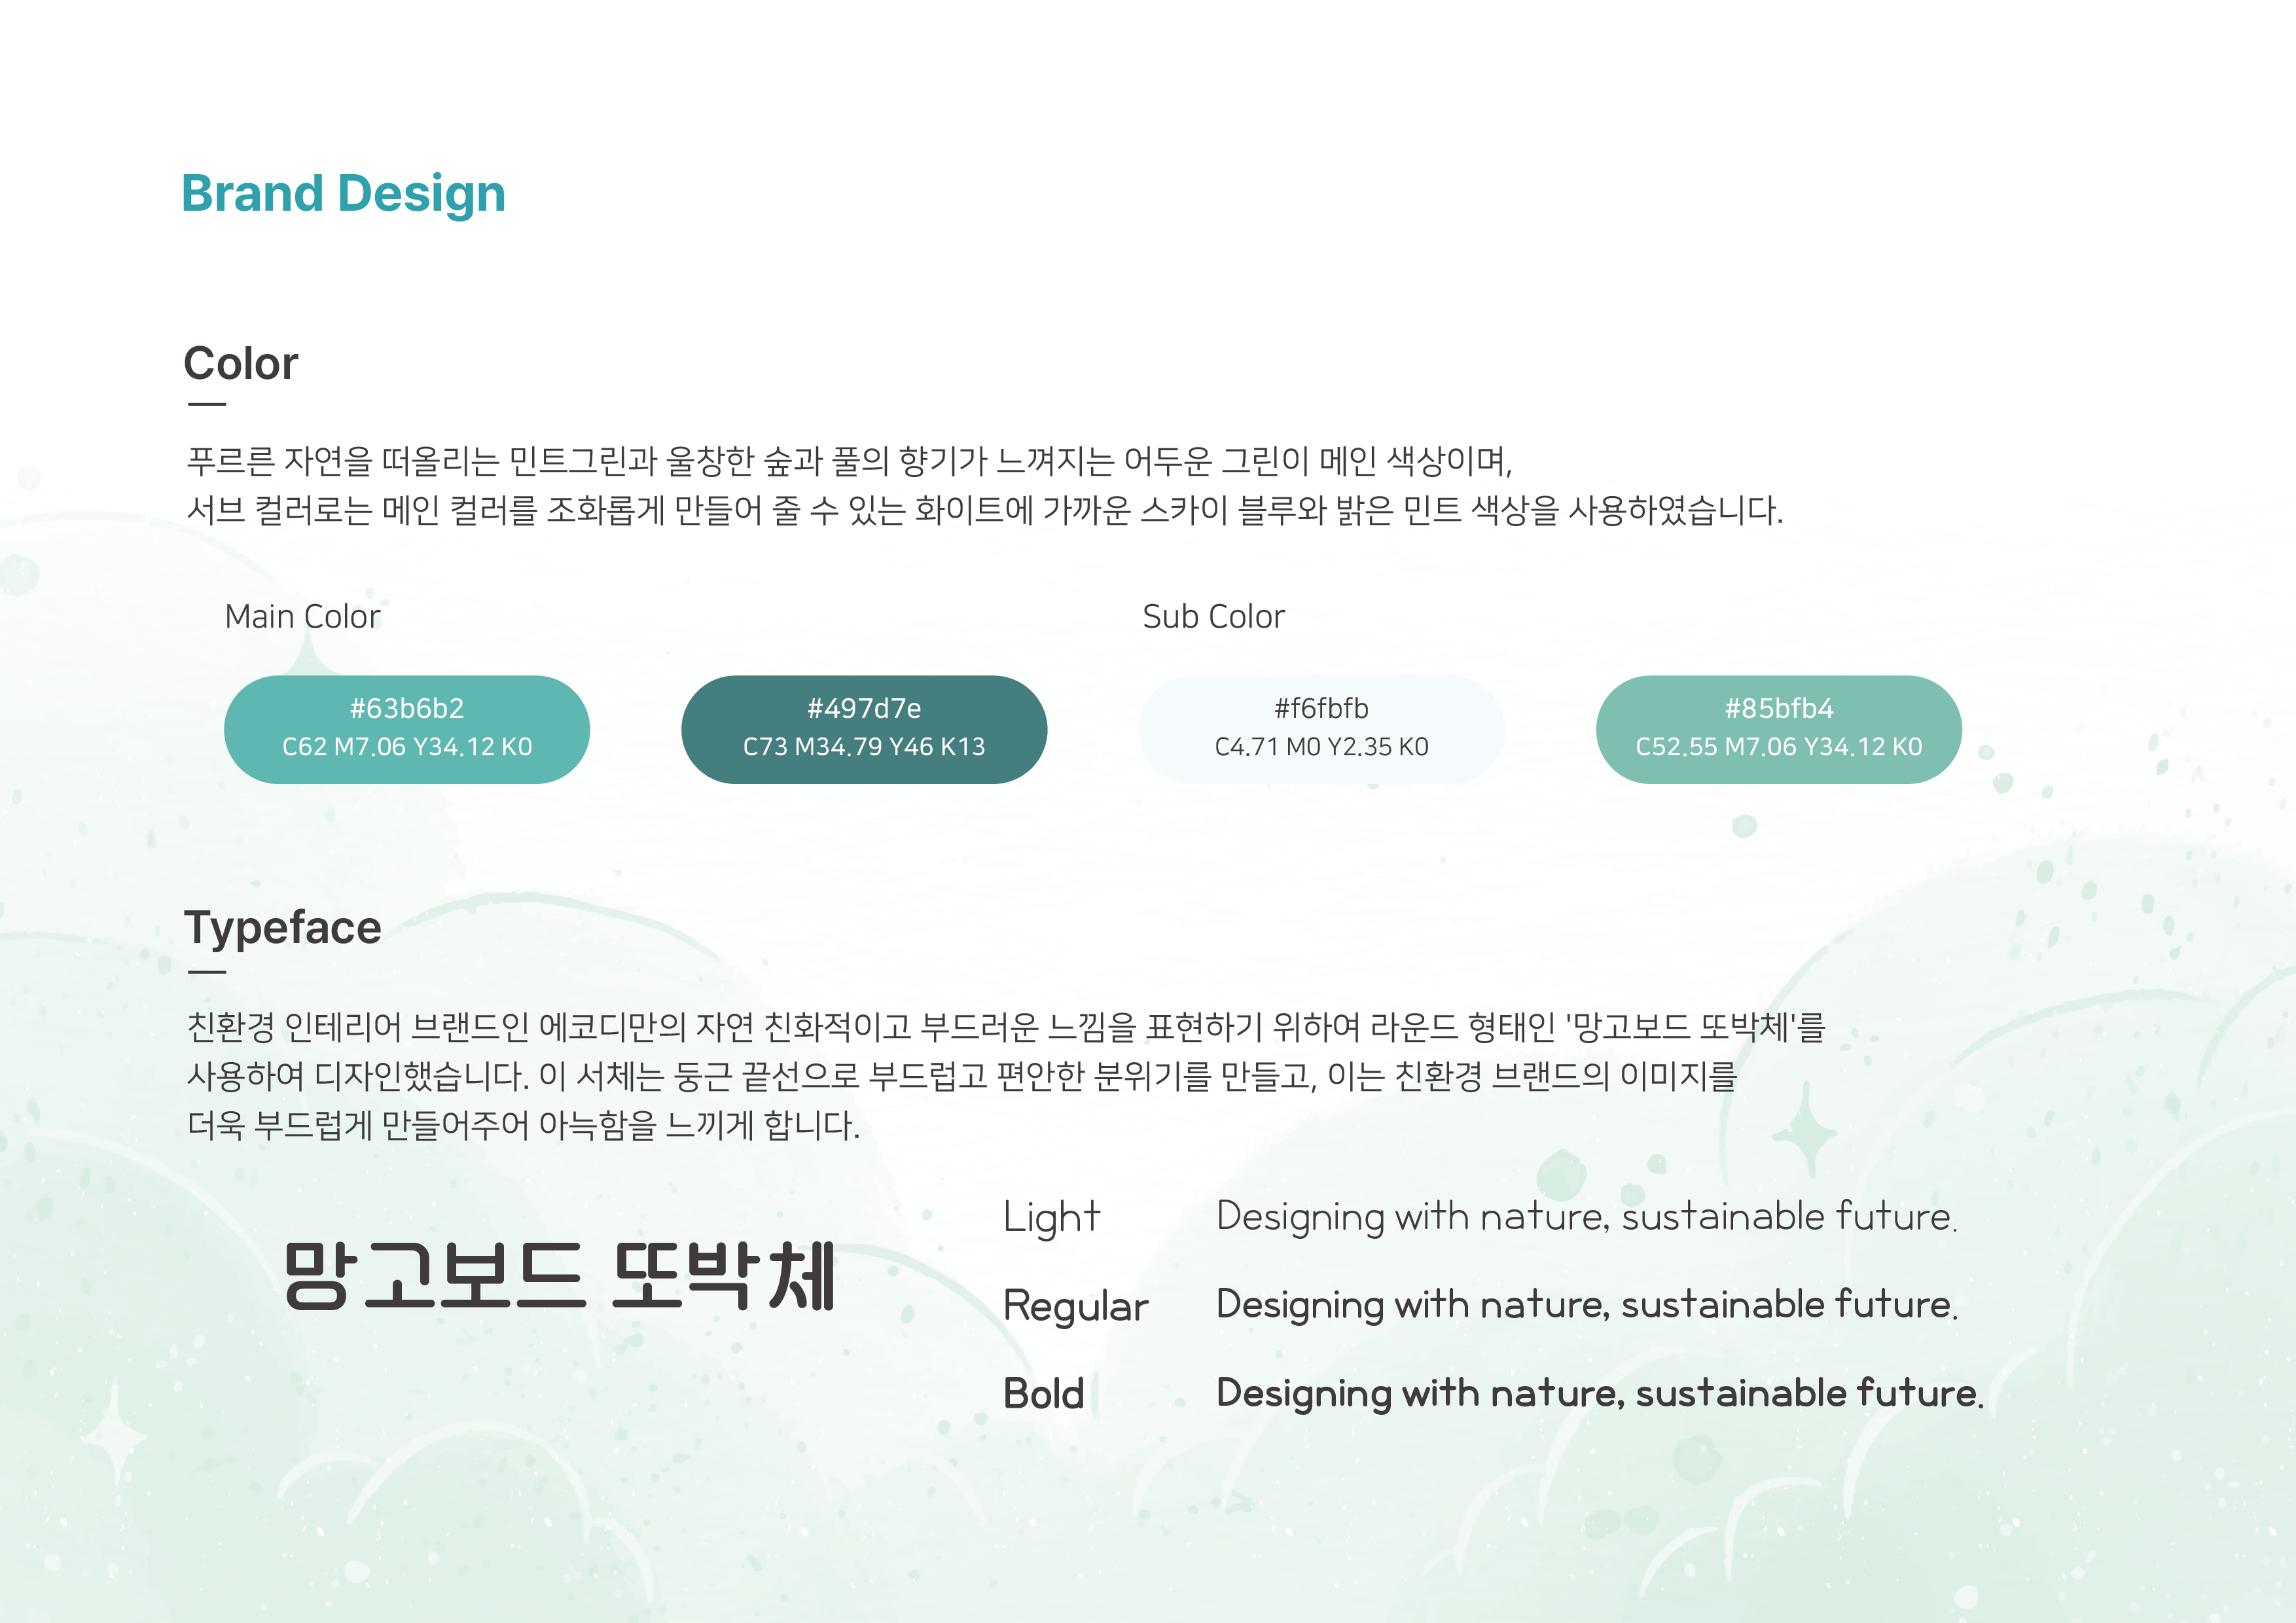 Brand Design
Color
푸르른 자연을 떠올리는 민트그린과 울창한 숲과 풀의 향기가 느껴지는 어두운 그린이 메인 색상이며,
서브 컬러로는 메인 컬러를 조화롭게 만들어 줄 수 있는 화이트에 가까운 스카이 블루와 밝은 민트 색상을 사용하였습니다.
Main Color
Sub Color
#63b6b2
C62 M7.06 Y34.12 K0
#497d7e
C73 M34.79 Y46 K13
#f6fbfb
C4.71 M0 Y2.35 K0
#85bfb4
C52.55 M7.06 Y34.12 K0
Typeface
친환경 인테리어 브랜드인 에코디만의 자연 친화적이고 부드러운 느낌을 표현하기 위하여 라운드 형태인 '망고보드 또박체'를
사용하여 디자인했습니다. 이 서체는 둥근 끝선으로 부드럽고 편안한 분위기를 만들고, 이는 친환경 브랜드의 이미지를
더욱 부드럽게 만들어주어 아늑함을 느끼게 합니다.
망고보드 또박체
Light Designing with nature, sustainable future.
Regular Designing with nature, sustainable future.
Bold Designing with nature, sustainable future.